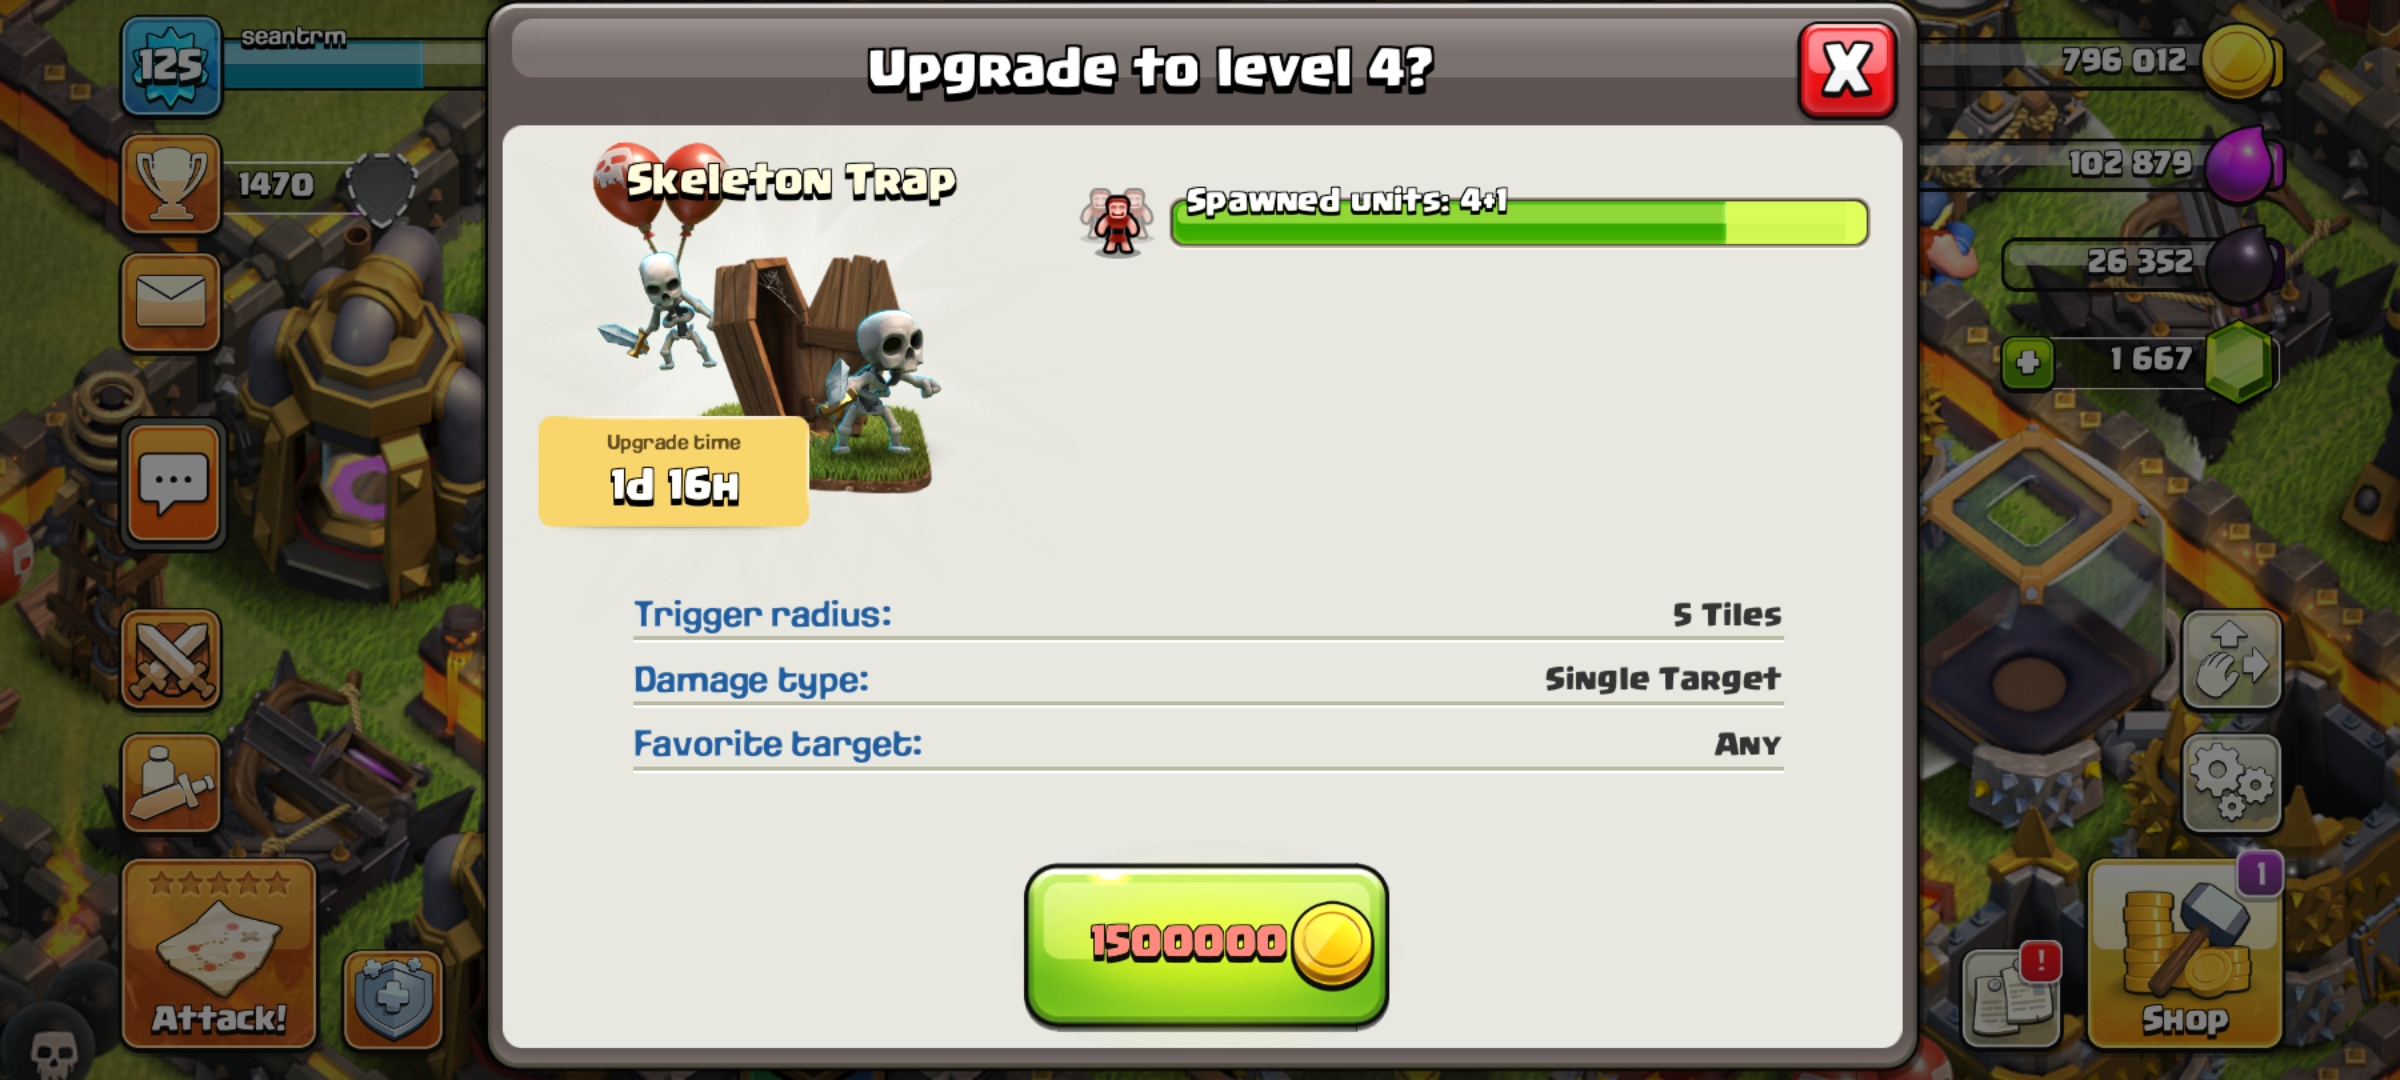 125
seantrm
1470
Attack!
Upgrade to level 4?
X
Skeleton Trap
Spawned units: 4+1
Upgrade time
1d 16H
Trigger radius: 5 Tiles
Damage type: Single Target
Favorite target: Any
1500000
796 012
102 879
26 352
1 667
1
!
Shop